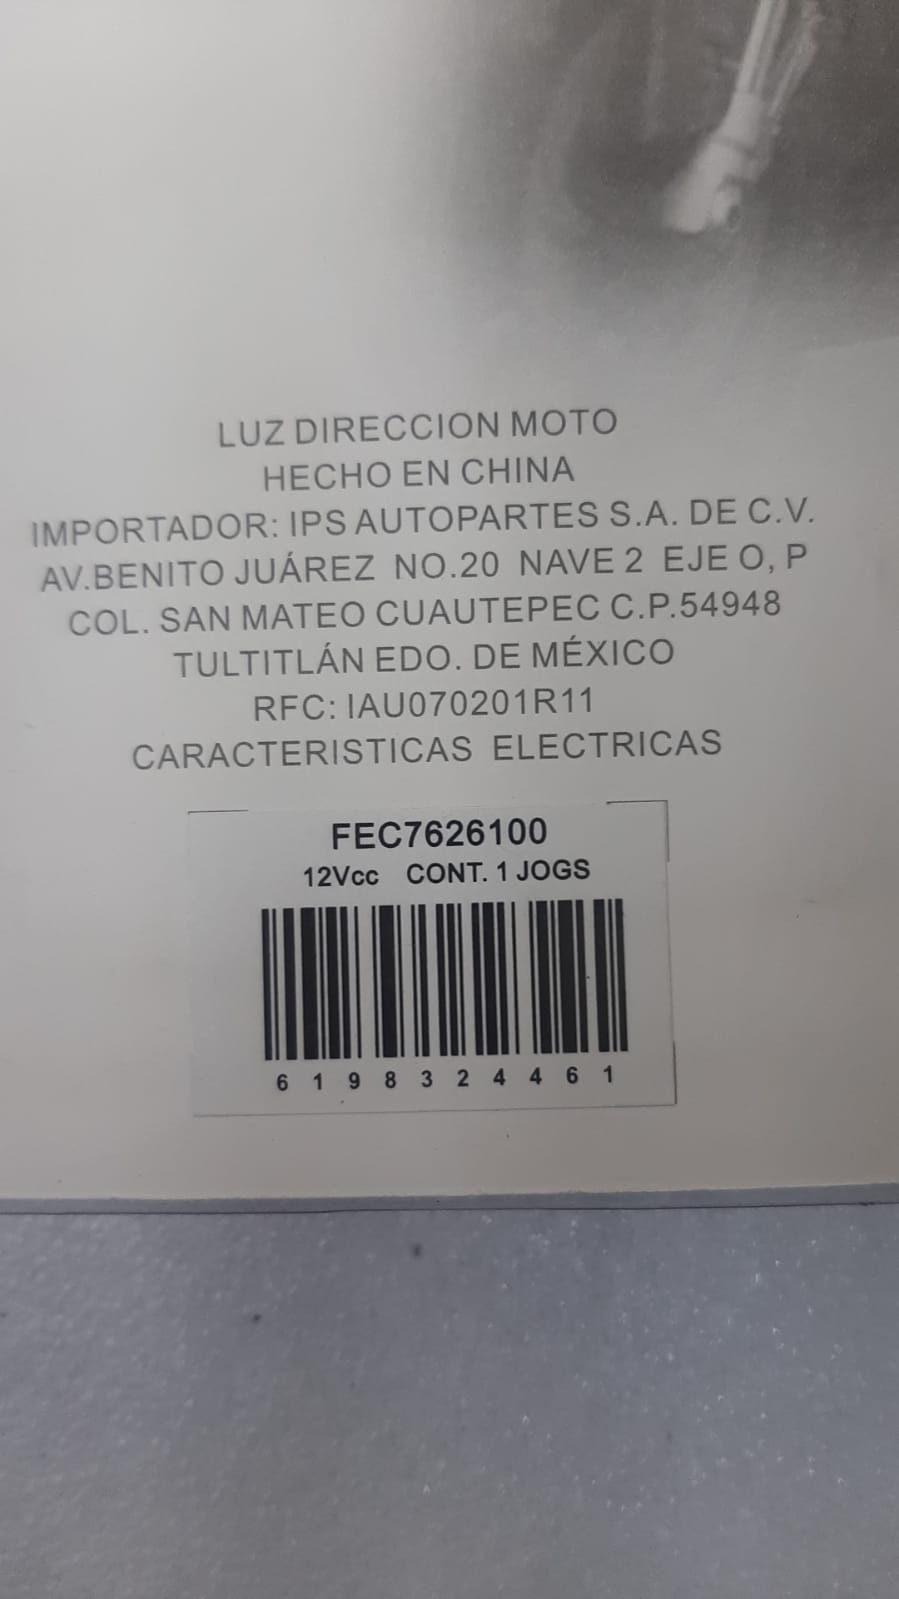 LUZ DIRECCION MOTO
HECHO EN CHINA
IMPORTADOR: IPS AUTOPARTES S.A. DE C.V.
AV.BENITO JUÁREZ NO.20 NAVE 2 EJE O, P
COL. SAN MATEO CUAUTEPEC C.P.54948
TULTITLÁN EDO. DE MÉXICO
RFC: IAU070201R11
CARACTERISTICAS ELECTRICAS
FEC7626100
12Vcc CONT. 1 JOGS
6 1 9 8 3 2 4 4 6 1